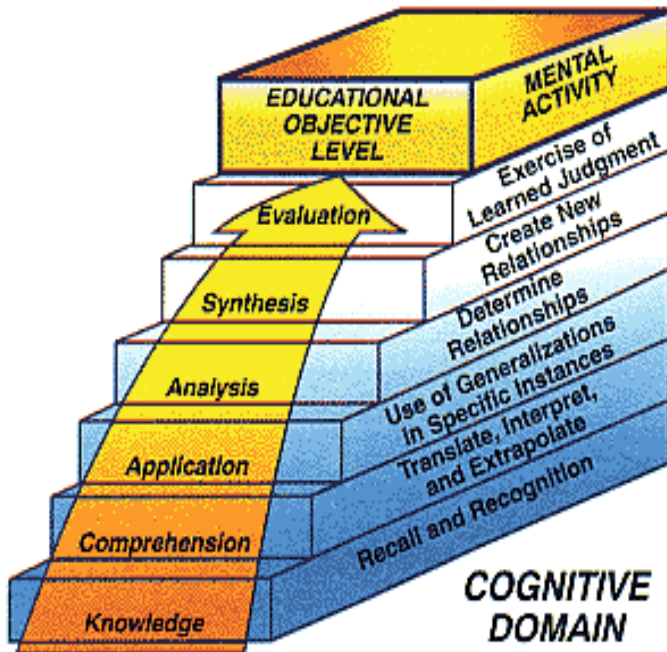 EDUCATIONAL
OBJECTIVE
LEVEL
MENTAL
ACTIVITY
Evaluation
Exercise of
Learned Judgment
Synthesis
Create New
Relationships
Analysis
Determine
Relationships
Application
Use of Generalizations
in Specific Instances
Comprehension
Translate, Interpret,
and Extrapolate
Knowledge
Recall and Recognition
COGNITIVE
DOMAIN